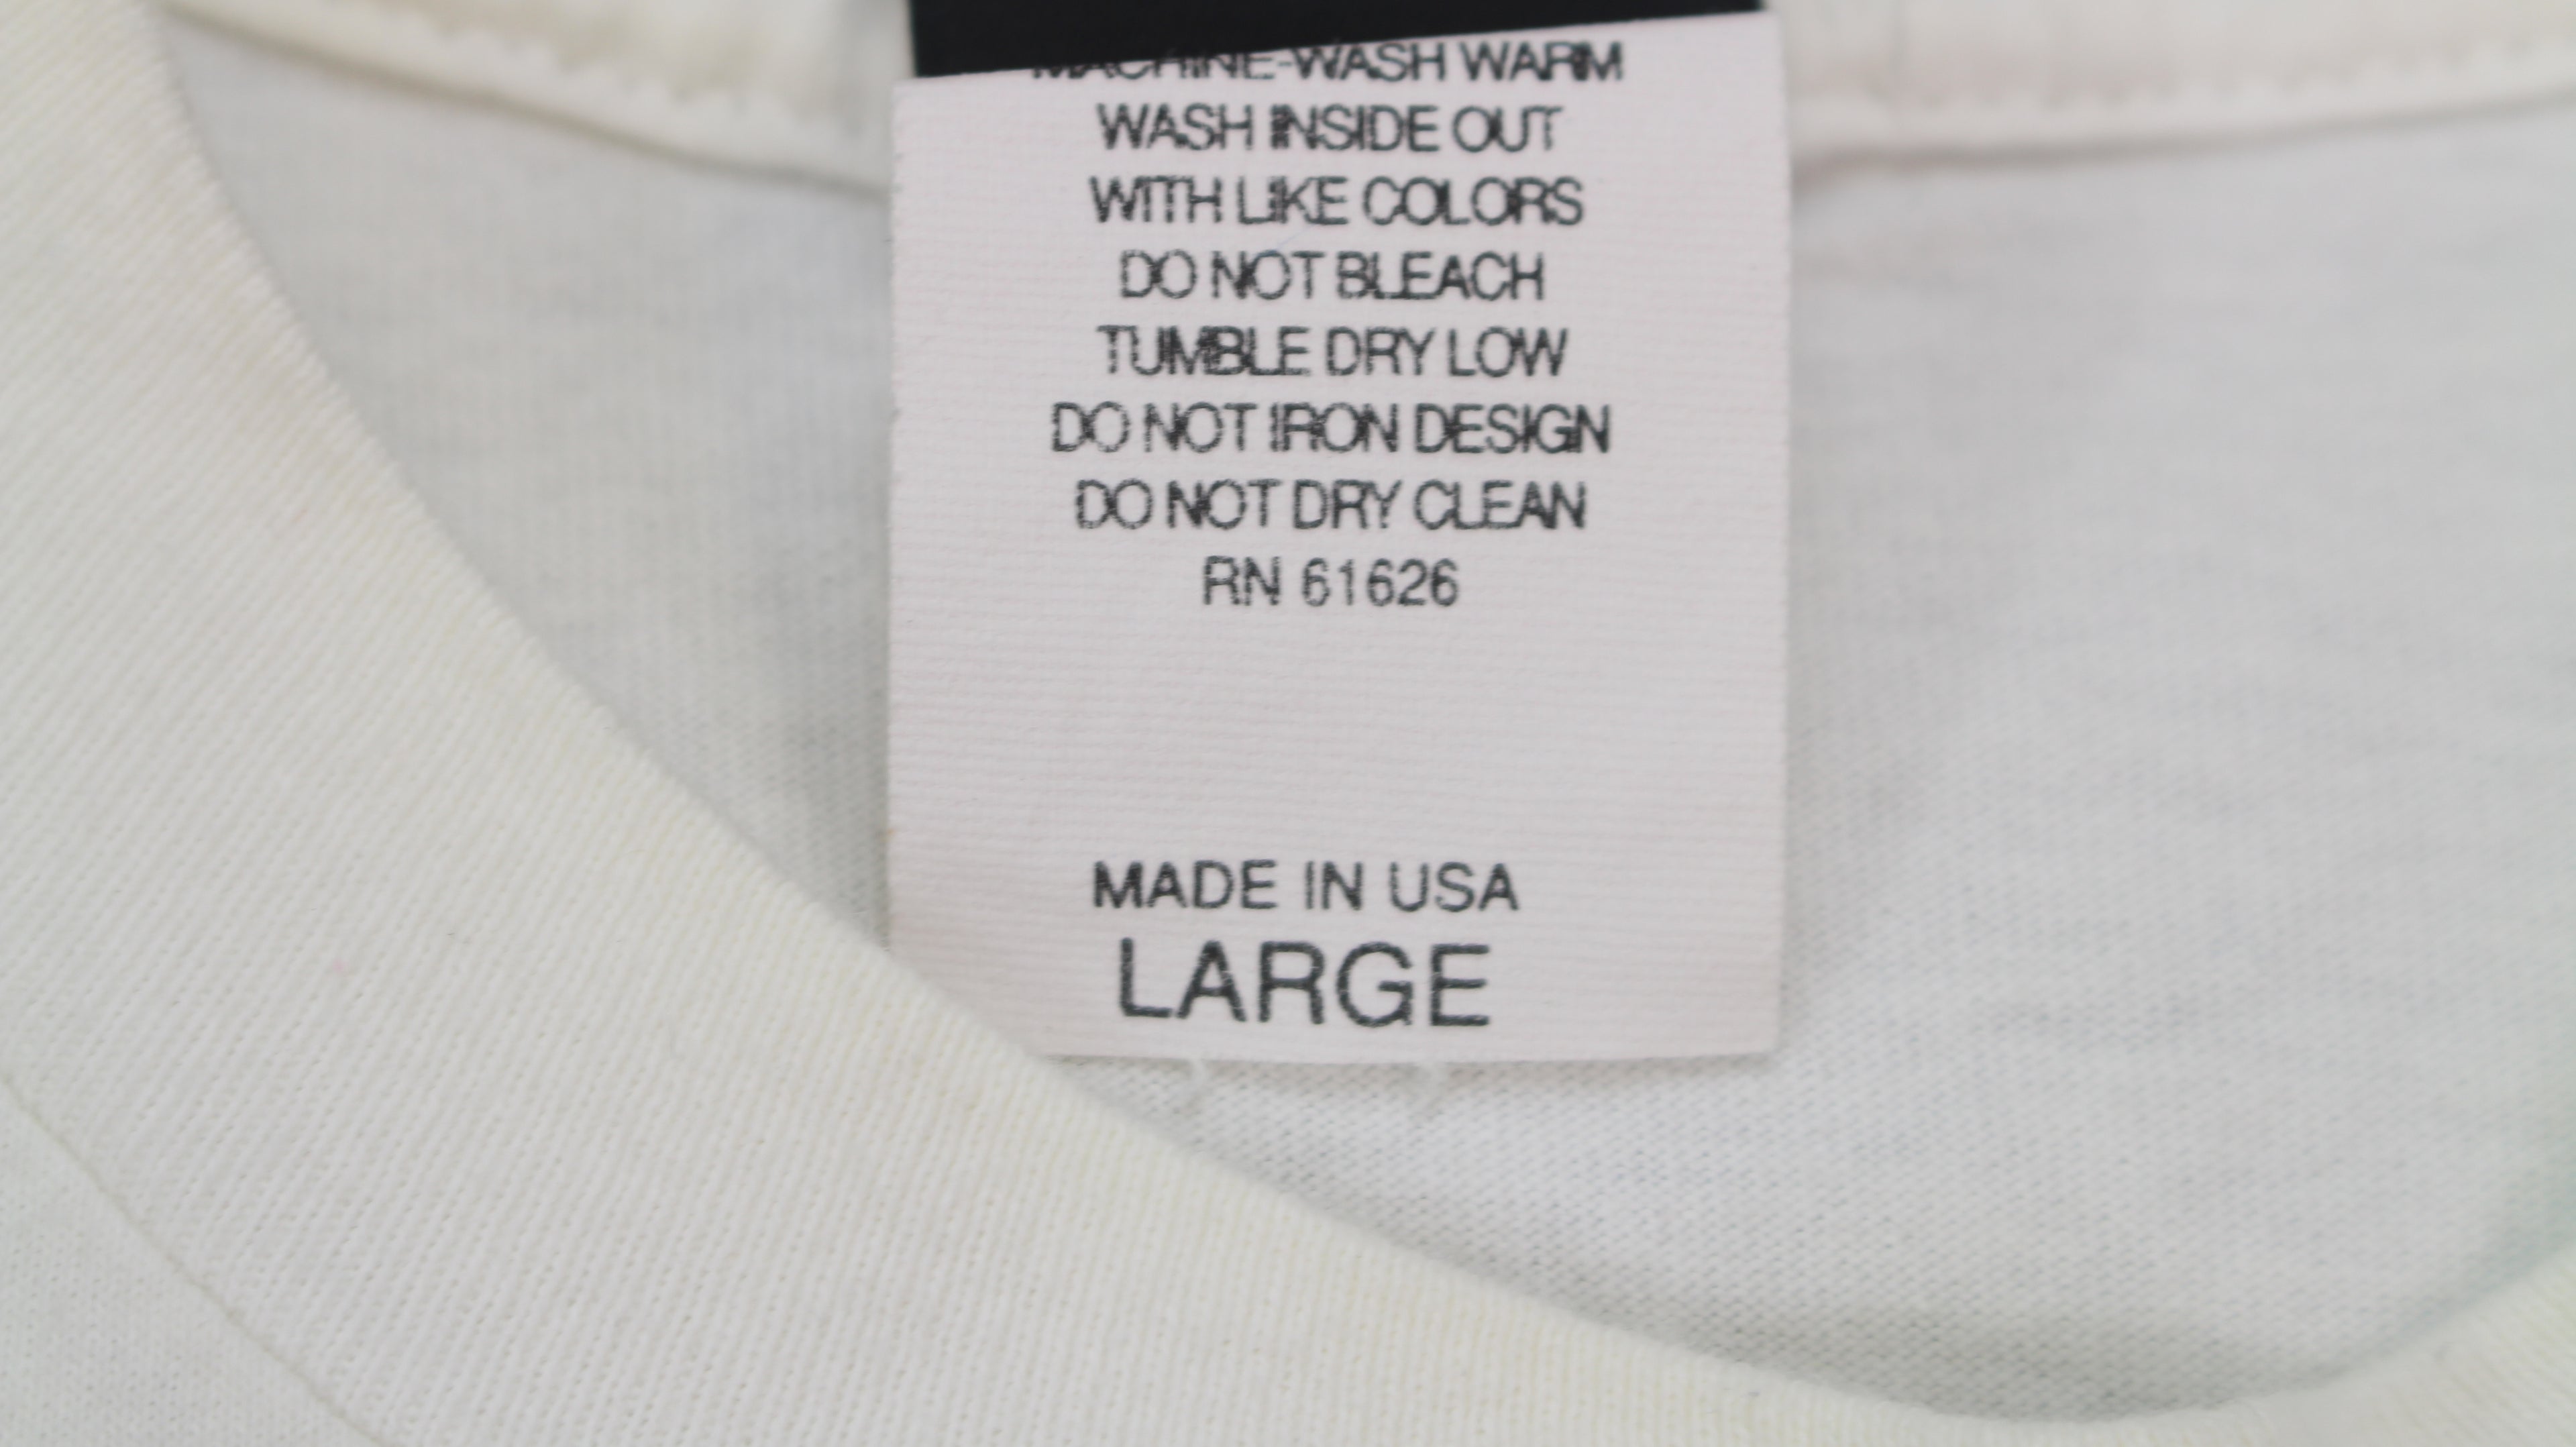 MACHINE-WASH WARM
WASH INSIDE OUT
WITH LIKE COLORS
DO NOT BLEACH
TUMBLE DRY LOW
DO NOT IRON DESIGN
DO NOT DRY CLEAN
RN 61626
MADE IN USA
LARGE